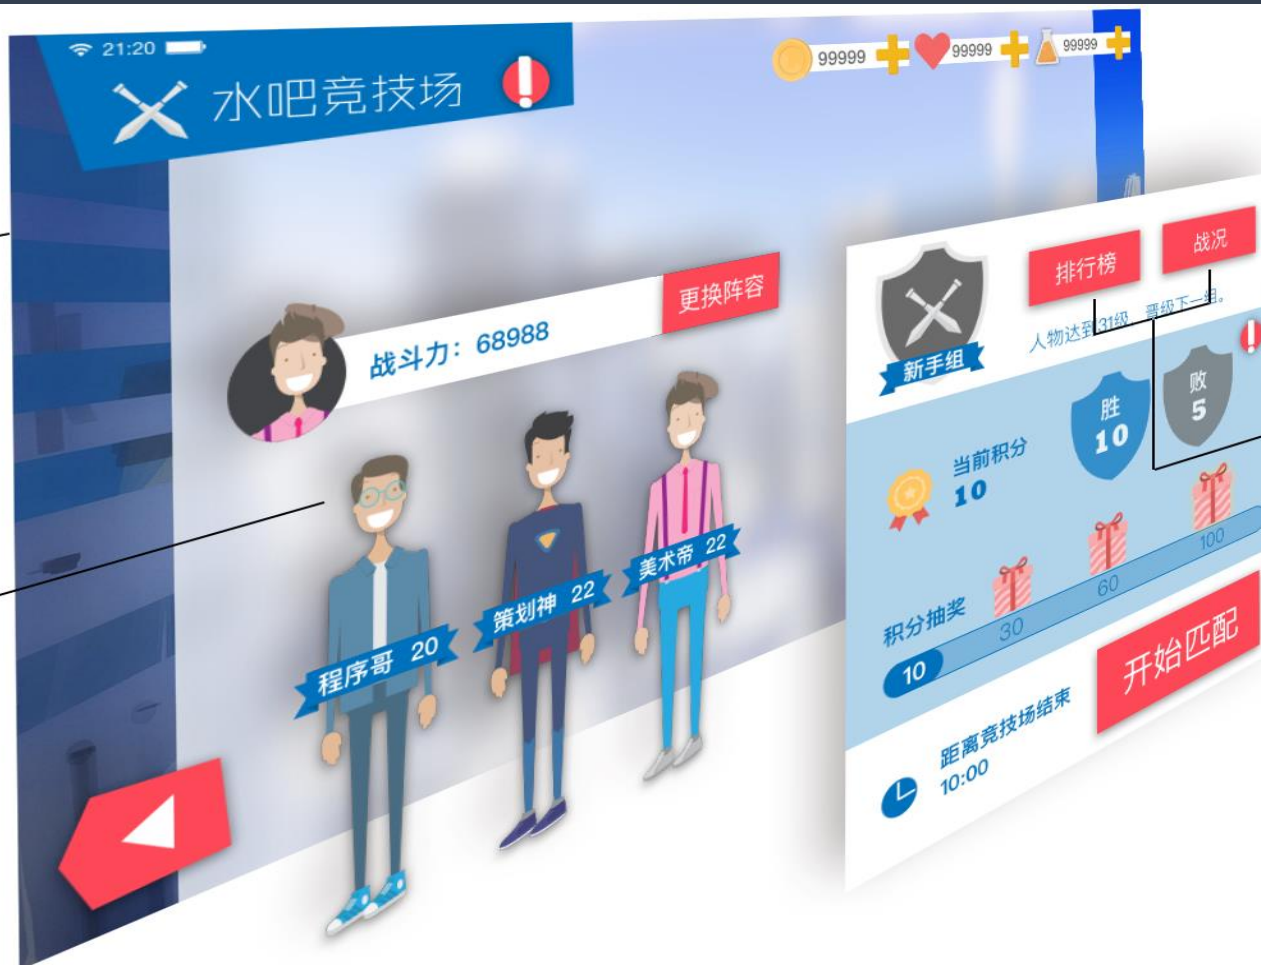 21:20
水吧竞技场
99999
99999
99999
战斗力：68988
更换阵容
程序哥 20
策划神 22
美术帝 22
排行榜
战况
人物达到31级，晋级下一组。
新手组
当前积分
10
胜
10
败
5
积分抽奖
10
30
60
100
距离竞技场结束
10:00
开始匹配